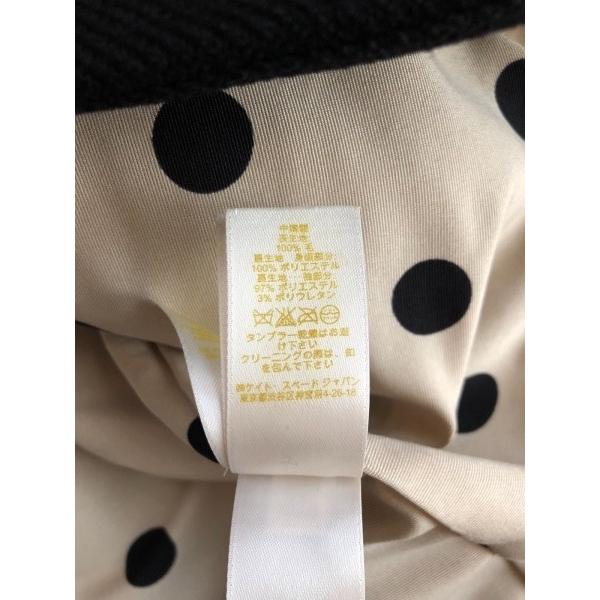 中国製
表生地:
100% 毛
裏生地 身頃部分:
100% ポリエステル
裏生地 袖部分:
97% ポリエステル
3% ポリウレタン
タンブラー乾燥はお避
け下さい
クリーニングの際は、釦
を包んで下さい
㈱ケイト・スペード ジャパン
東京都渋谷区神宮前4-26-18